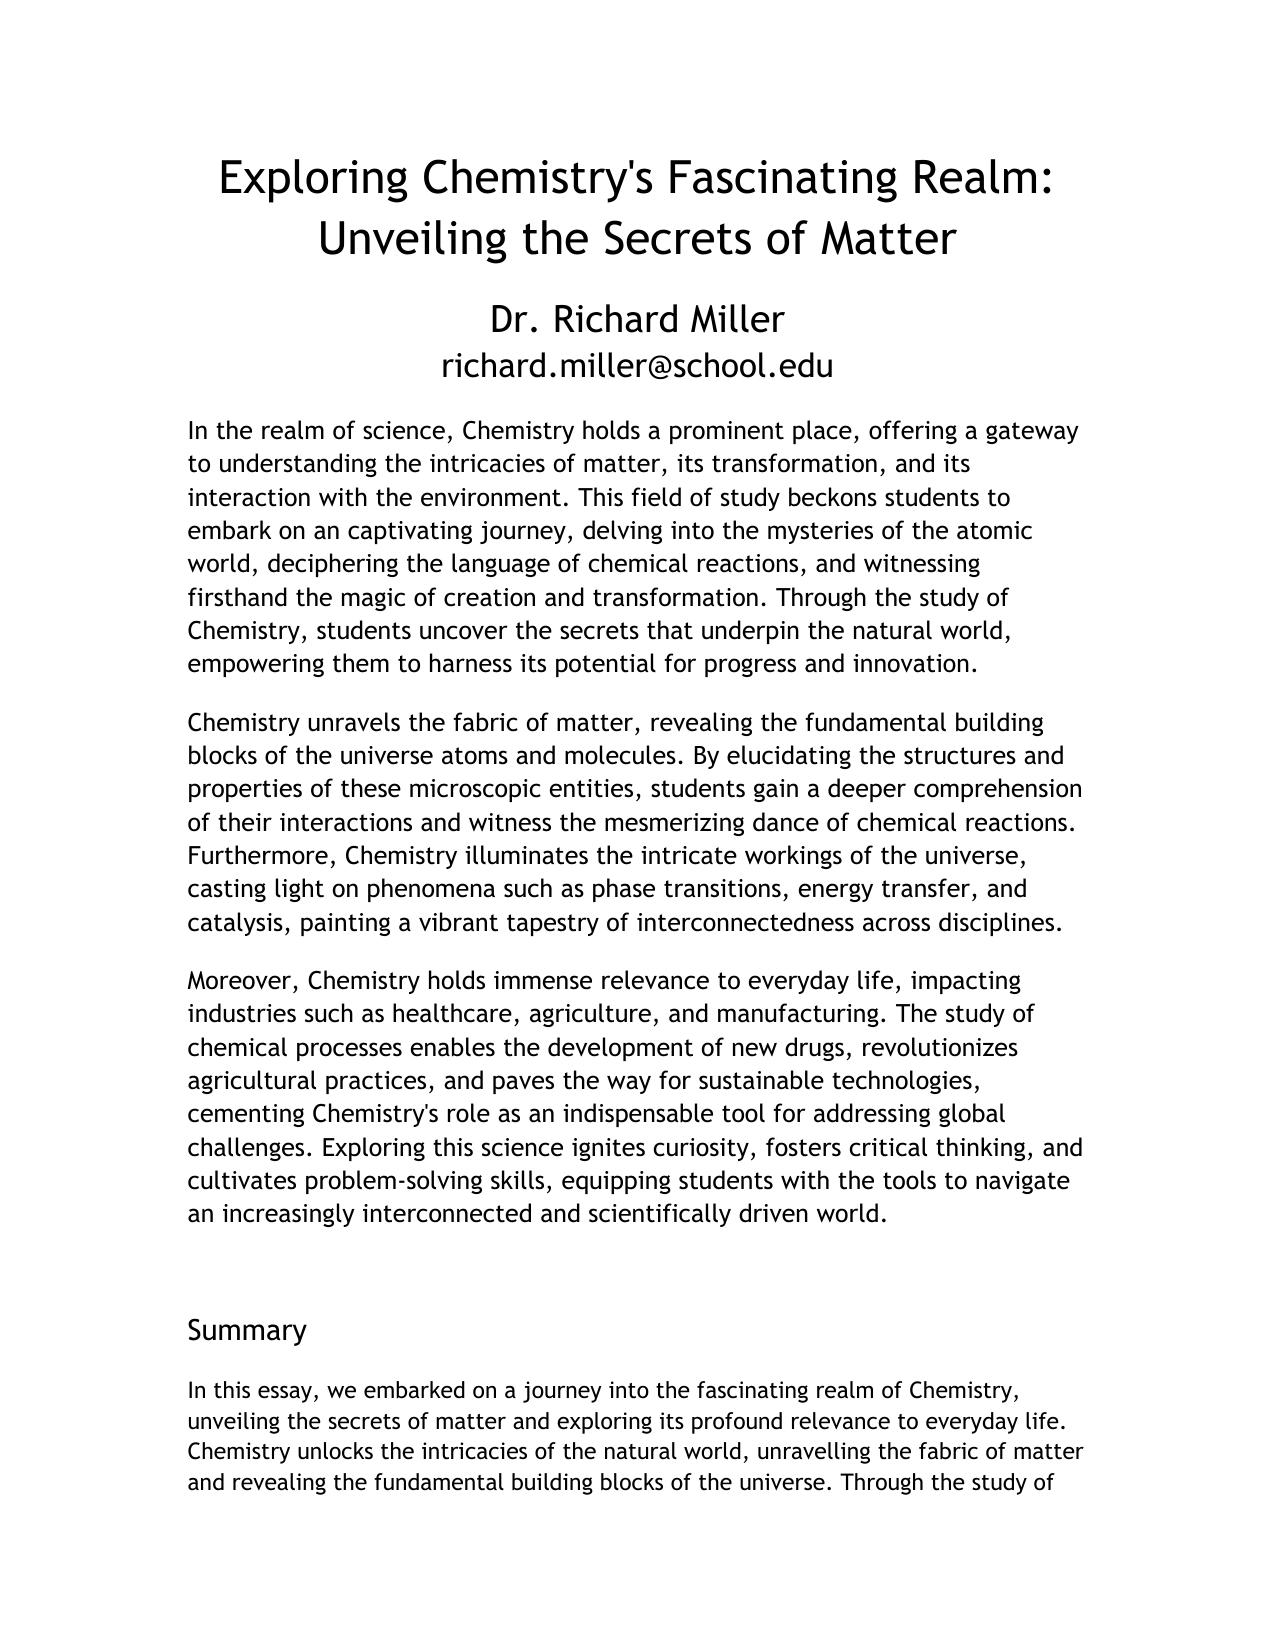 Exploring Chemistry's Fascinating Realm:
Unveiling the Secrets of Matter
Dr. Richard Miller
richard.miller@school.edu
In the realm of science, Chemistry holds a prominent place, offering a gateway
to understanding the intricacies of matter, its transformation, and its
interaction with the environment. This field of study beckons students to
embark on an captivating journey, delving into the mysteries of the atomic
world, deciphering the language of chemical reactions, and witnessing
firsthand the magic of creation and transformation. Through the study of
Chemistry, students uncover the secrets that underpin the natural world,
empowering them to harness its potential for progress and innovation.
Chemistry unravels the fabric of matter, revealing the fundamental building
blocks of the universe atoms and molecules. By elucidating the structures and
properties of these microscopic entities, students gain a deeper comprehension
of their interactions and witness the mesmerizing dance of chemical reactions.
Furthermore, Chemistry illuminates the intricate workings of the universe,
casting light on phenomena such as phase transitions, energy transfer, and
catalysis, painting a vibrant tapestry of interconnectedness across disciplines.
Moreover, Chemistry holds immense relevance to everyday life, impacting
industries such as healthcare, agriculture, and manufacturing. The study of
chemical processes enables the development of new drugs, revolutionizes
agricultural practices, and paves the way for sustainable technologies,
cementing Chemistry's role as an indispensable tool for addressing global
challenges. Exploring this science ignites curiosity, fosters critical thinking, and
cultivates problem-solving skills, equipping students with the tools to navigate
an increasingly interconnected and scientifically driven world.
Summary
In this essay, we embarked on a journey into the fascinating realm of Chemistry,
unveiling the secrets of matter and exploring its profound relevance to everyday life.
Chemistry unlocks the intricacies of the natural world, unravelling the fabric of matter
and revealing the fundamental building blocks of the universe. Through the study of